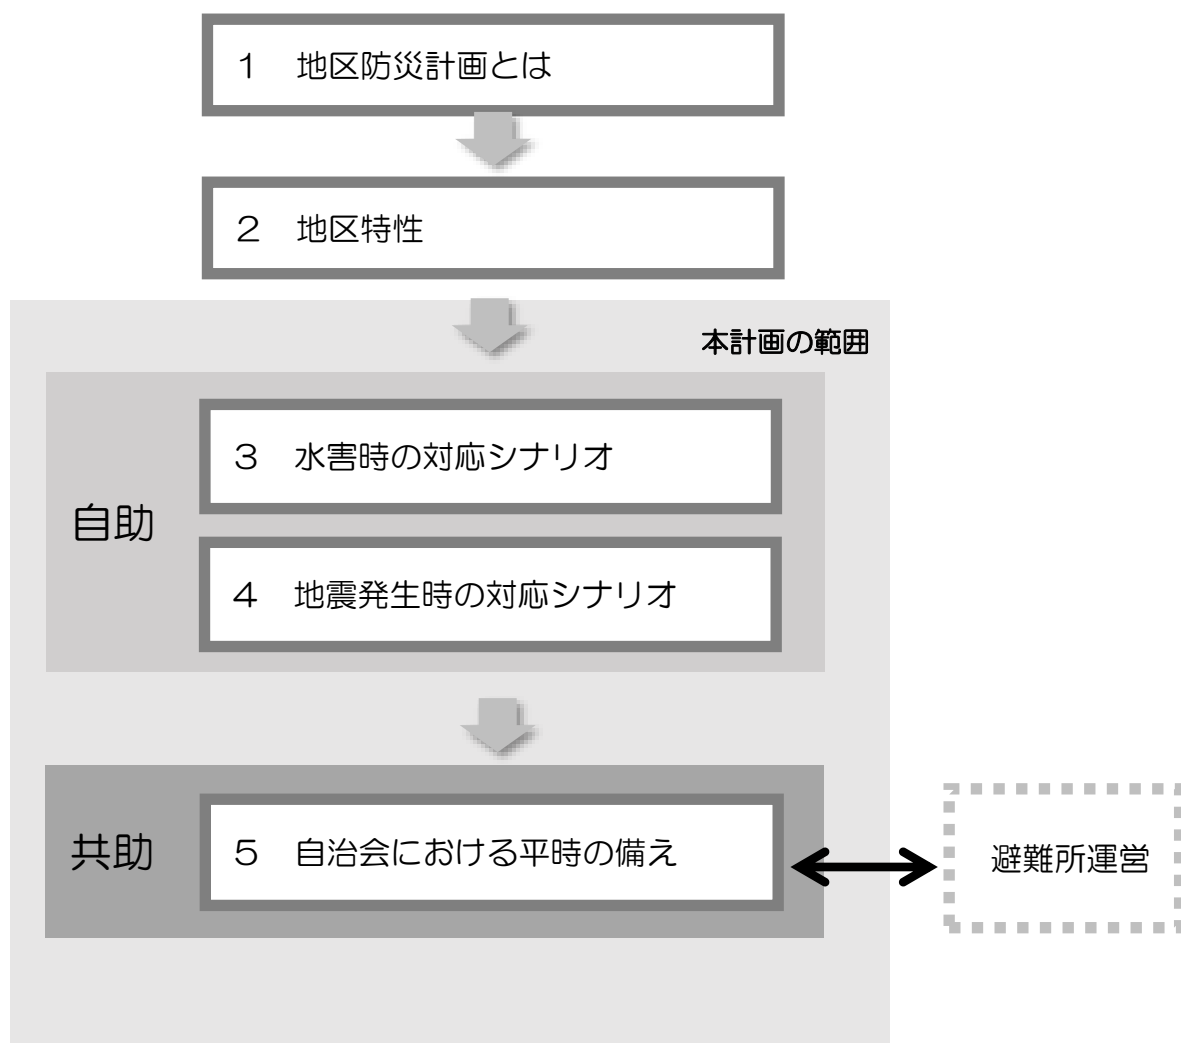 １　地区防災計画とは
２　地区特性
本計画の範囲
自助
３　水害時の対応シナリオ
４　地震発生時の対応シナリオ
共助
５　自治会における平時の備え
避難所運営